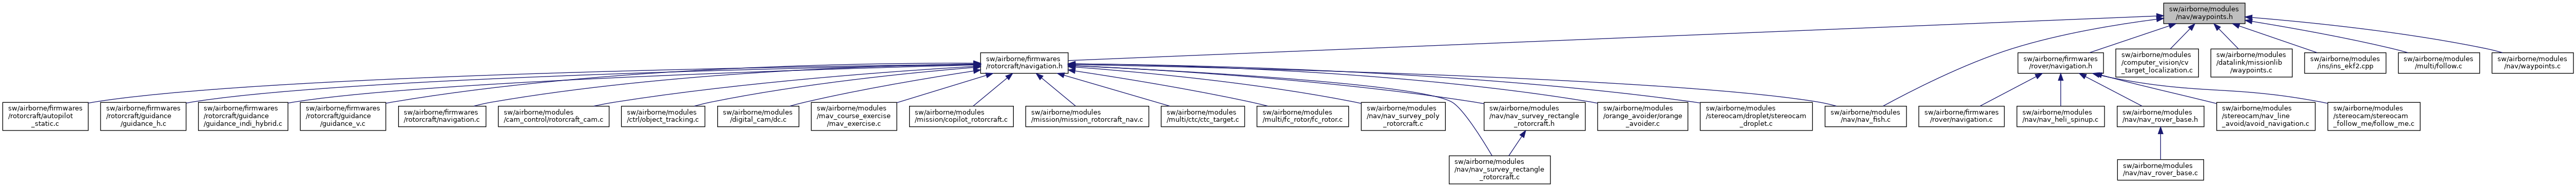 sw/airborne/modules
/nav/waypoints.h
sw/airborne/firmwares
/rotorcraft/navigation.h
sw/airborne/firmwares
/rover/navigation.h
sw/airborne/modules
/computer_vision/cv
_target_localization.c
sw/airborne/modules
/datalink/missionlib
/waypoints.c
sw/airborne/modules
/ins/ins_ekf2.cpp
sw/airborne/modules
/multi/follow.c
sw/airborne/modules
/nav/waypoints.c
sw/airborne/firmwares
/rotorcraft/autopilot
_static.c
sw/airborne/firmwares
/rotorcraft/guidance
/guidance_h.c
sw/airborne/firmwares
/rotorcraft/guidance
/guidance_indi_hybrid.c
sw/airborne/firmwares
/rotorcraft/guidance
/guidance_v.c
sw/airborne/firmwares
/rotorcraft/navigation.c
sw/airborne/modules
/cam_control/rotorcraft_cam.c
sw/airborne/modules
/ctrl/object_tracking.c
sw/airborne/modules
/digital_cam/dc.c
sw/airborne/modules
/mav_course_exercise
/mav_exercise.c
sw/airborne/modules
/mission/copilot_rotorcraft.c
sw/airborne/modules
/mission/mission_rotorcraft_nav.c
sw/airborne/modules
/multi/ctc/ctc_target.c
sw/airborne/modules
/multi/fc_rotor/fc_rotor.c
sw/airborne/modules
/nav/nav_survey_poly
_rotorcraft.c
sw/airborne/modules
/nav/nav_survey_rectangle
_rotorcraft.h
sw/airborne/modules
/orange_avoider/orange
_avoider.c
sw/airborne/modules
/stereocam/droplet/stereocam
_droplet.c
sw/airborne/modules
/nav/nav_fish.c
sw/airborne/firmwares
/rover/navigation.c
sw/airborne/modules
/nav/nav_heli_spinup.c
sw/airborne/modules
/nav/nav_rover_base.h
sw/airborne/modules
/stereocam/nav_line
_avoid/avoid_navigation.c
sw/airborne/modules
/stereocam/stereocam
_follow_me/follow_me.c
sw/airborne/modules
/nav/nav_survey_rectangle
_rotorcraft.c
sw/airborne/modules
/nav/nav_rover_base.c